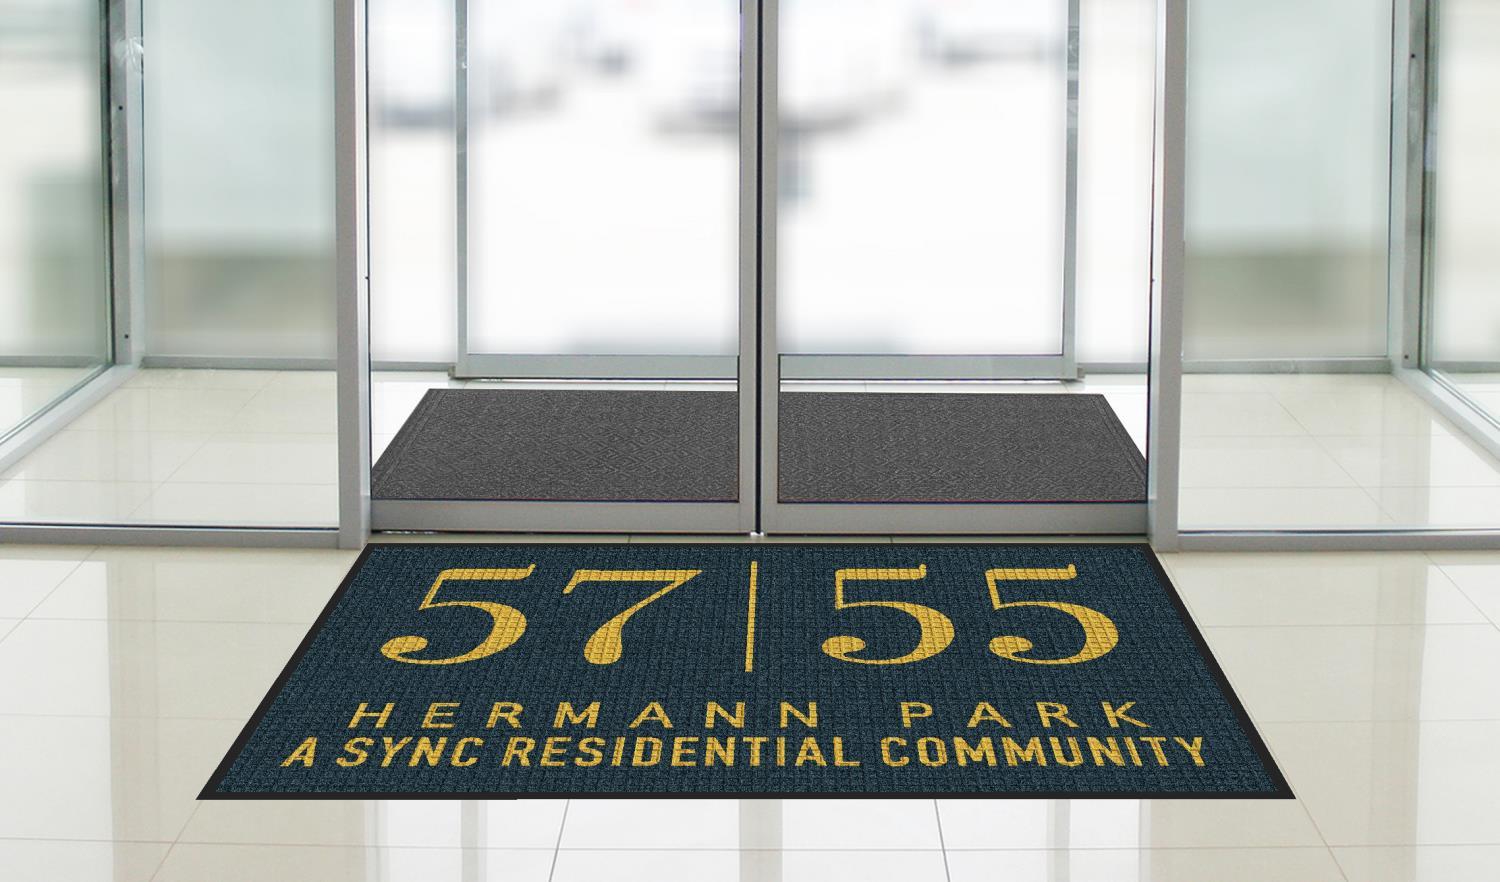 57|55
HERMANN PARK
A SYNC RESIDENTIAL COMMUNITY